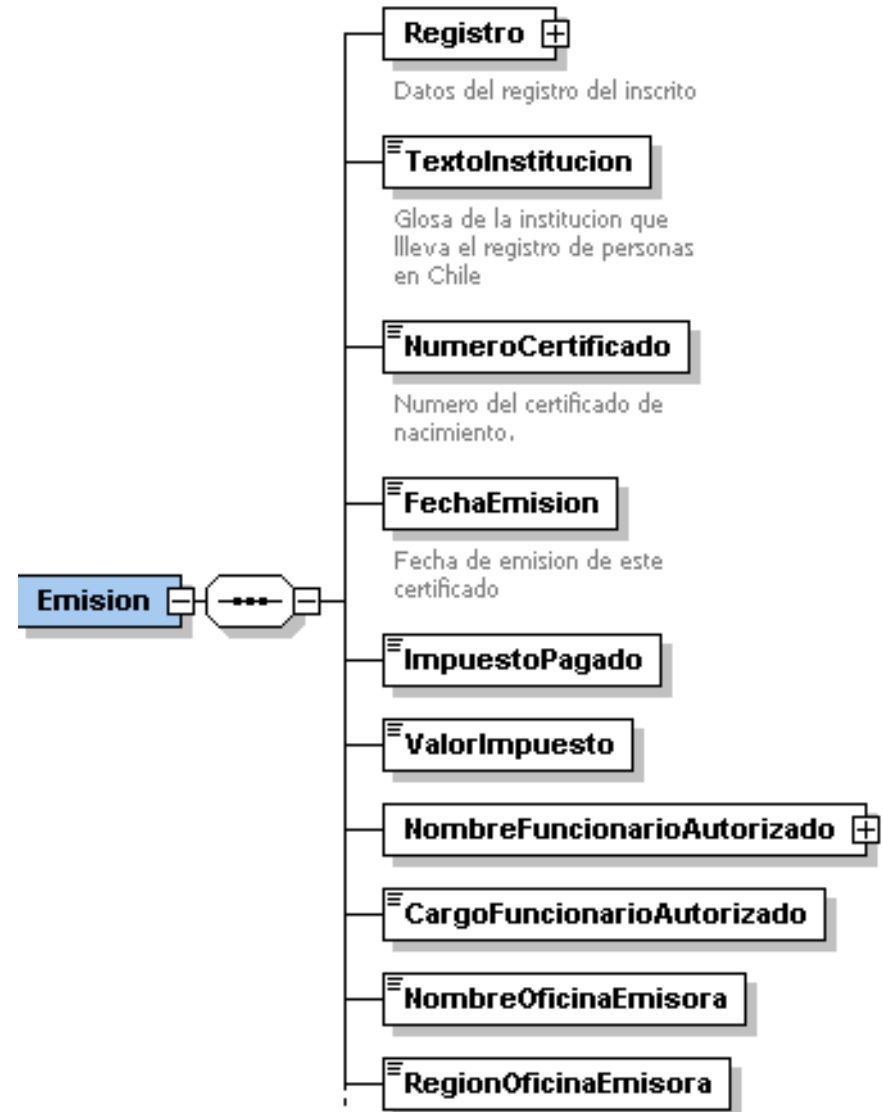 Registro
Datos del registro del inscrito
TextoInstitucion
Glosa de la institucion que
llleva el registro de personas
en Chile
NumeroCertificado
Numero del certificado de
nacimiento.
FechaEmision
Fecha de emision de este
certificado
Emision
ImpuestoPagado
ValorImpuesto
NombreFuncionarioAutorizado
CargoFuncionarioAutorizado
NombreOficinaEmisora
RegionOficinaEmisora